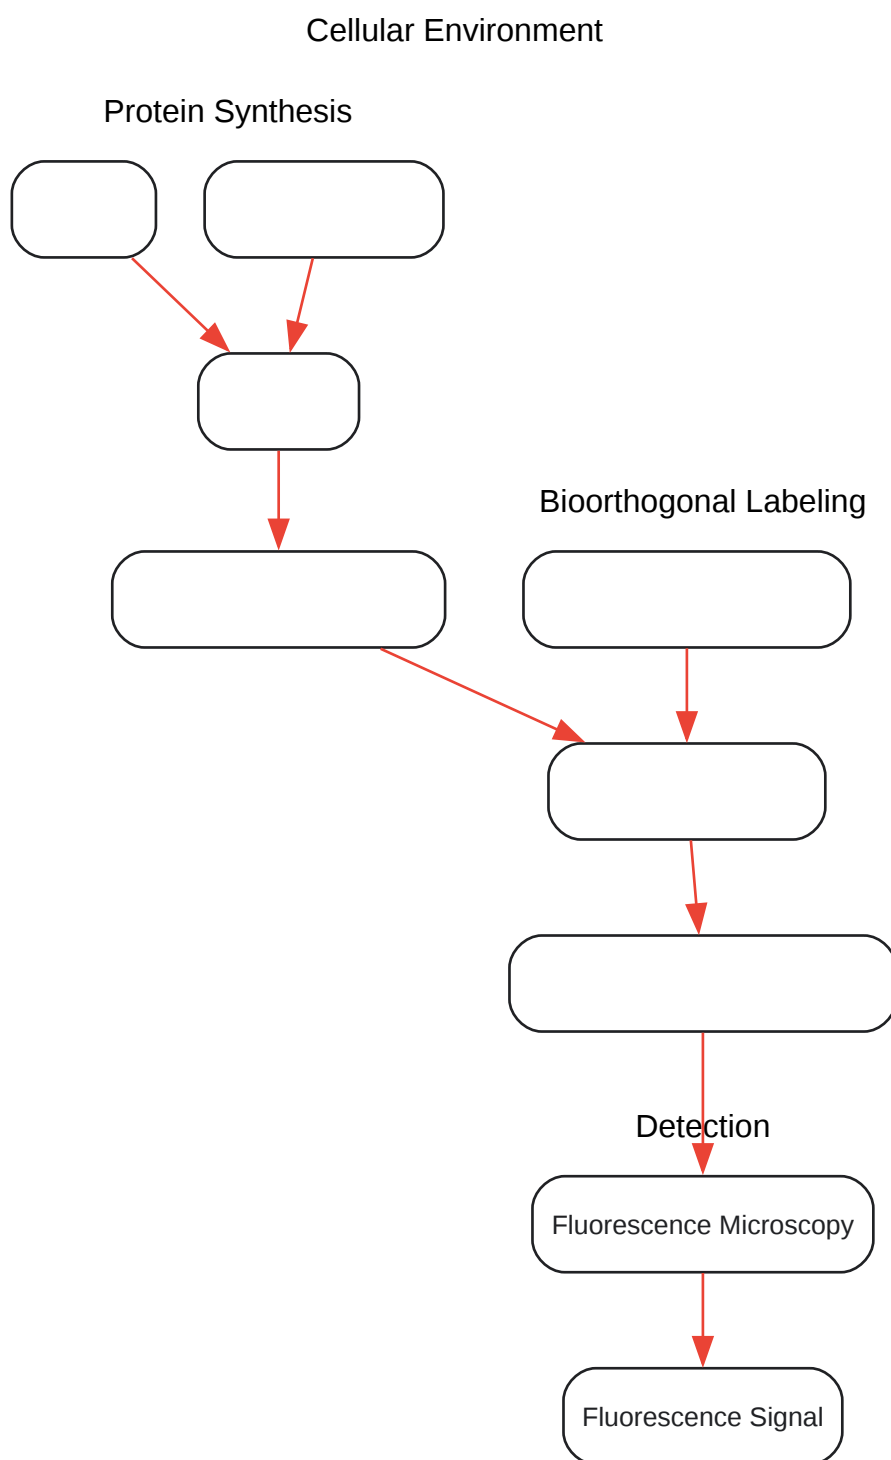 Cellular Environment
Protein Synthesis
Bioorthogonal Labeling
Detection
Fluorescence Microscopy
Fluorescence Signal